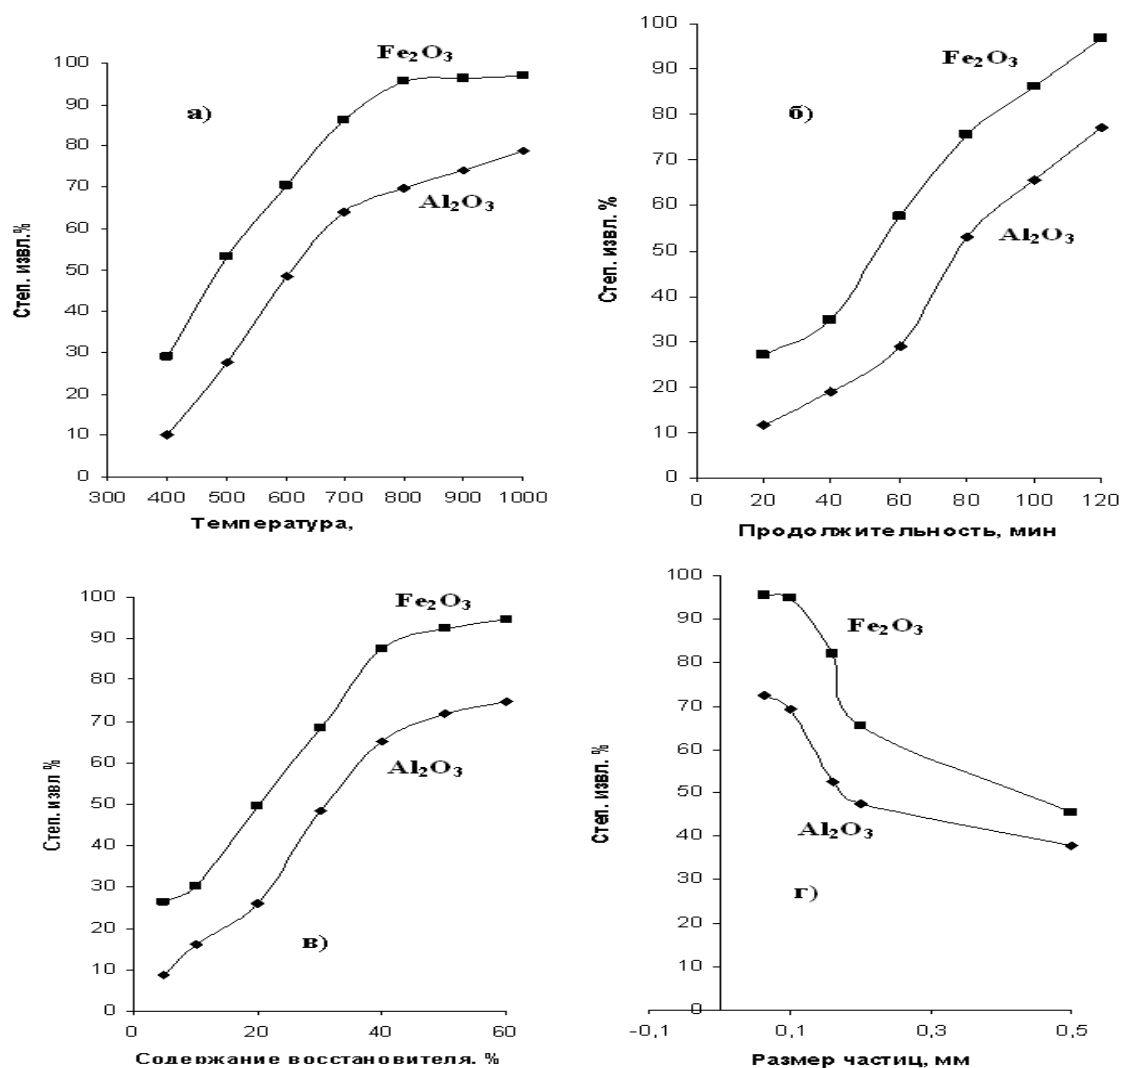 Fe₂O₃
а)
Al₂O₃
Степ. извл.%
100
90
80
70
60
50
40
30
20
10
0
300 400 500 600 700 800 900 1000
Температура,
Fe₂O₃
б)
Al₂O₃
Степ. извл. %
100
90
80
70
60
50
40
30
20
10
0
0 20 40 60 80 100 120
Продолжительность, мин
Fe₂O₃
Al₂O₃
в)
Степ. извл %
100
90
80
70
60
50
40
30
20
10
0
0 20 40 60
Содержание восстановителя. %
Fe₂O₃
Al₂O₃
г)
Степ. извл. %
100
90
80
70
60
50
40
30
20
10
0
-0,1 0,1 0,3 0,5
Размер частиц, мм